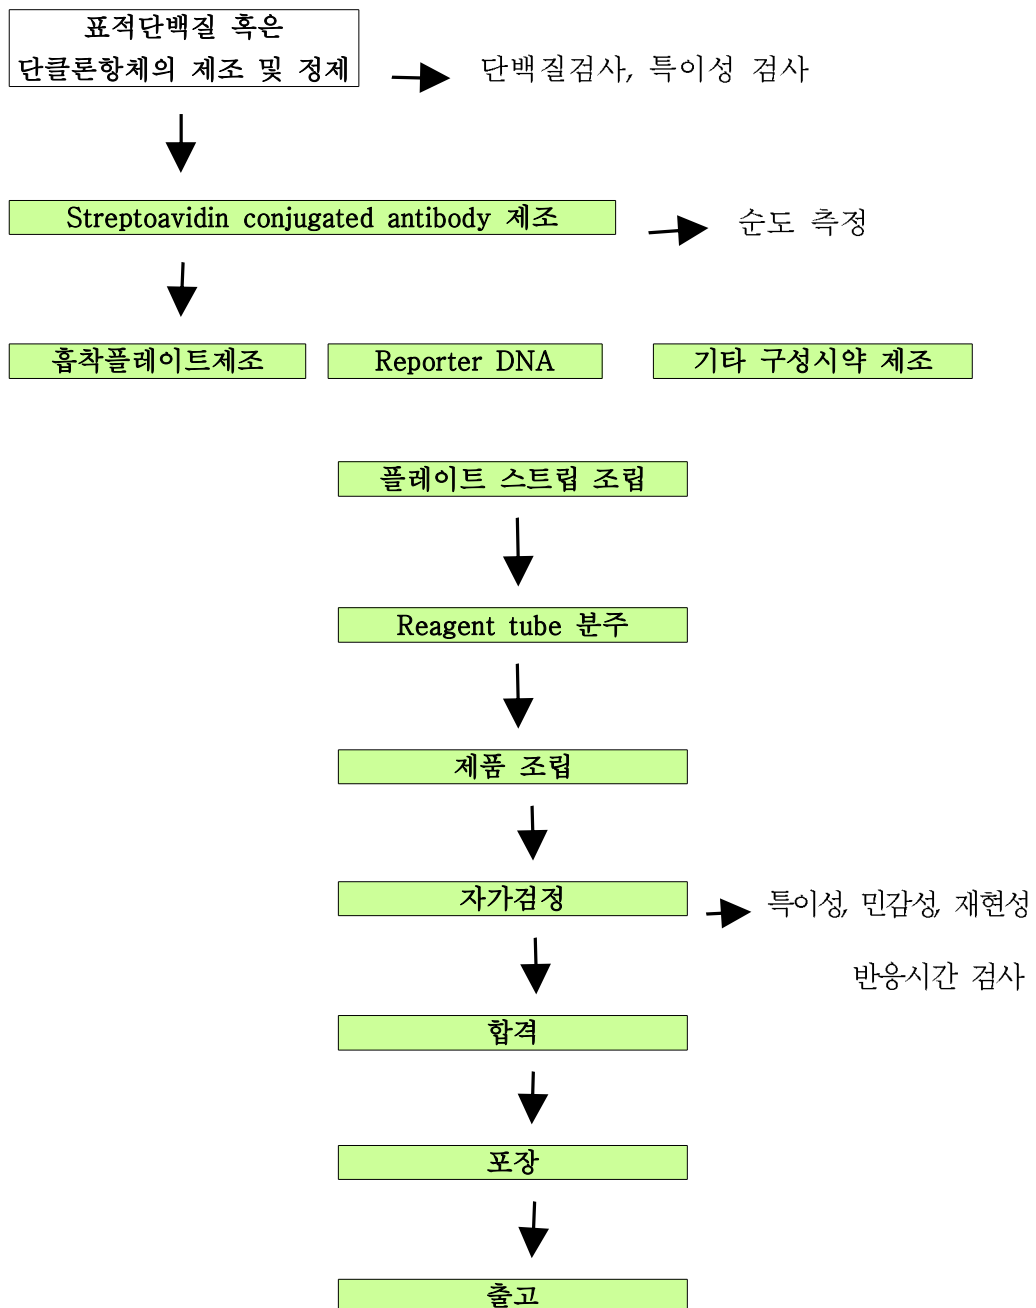 표적단백질 혹은
단클론항체의 제조 및 정제
단백질검사, 특이성 검사
Streptoavidin conjugated antibody 제조
순도 측정
흡착플레이트제조
Reporter DNA
기타 구성시약 제조
플레이트 스트립 조립
Reagent tube 분주
제품 조립
자가검정
특이성, 민감성, 재현성
반응시간 검사
합격
포장
출고